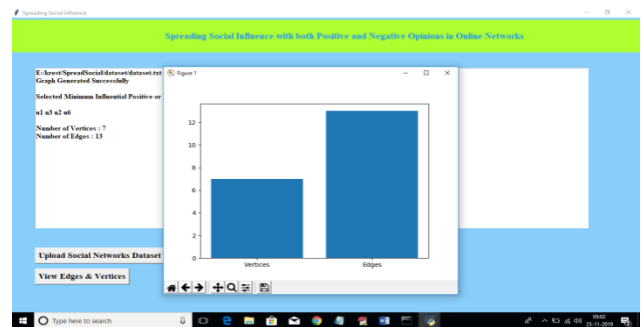 Spreading Social Influence
Spreading Social Influence with both Positive and Negative Opinions in Online Networks
E:/krest/SpreadSocial/dataset/dataset.txt
Graph Generated Successfully
Selected Minimum Influential Positive or
u1 u3 u2 u6
Number of Vertices : 7
Number of Edges : 13
Figure 1
12
10
8
6
4
2
0
Vertices
Edges
Upload Social Networks Dataset
View Edges & Vertices
Type here to search
09:02
25-11-2019